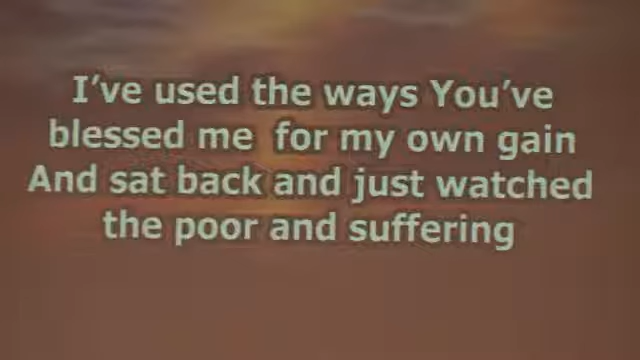 I've used the ways You've
blessed me for my own gain
And sat back and just watched
the poor and suffering